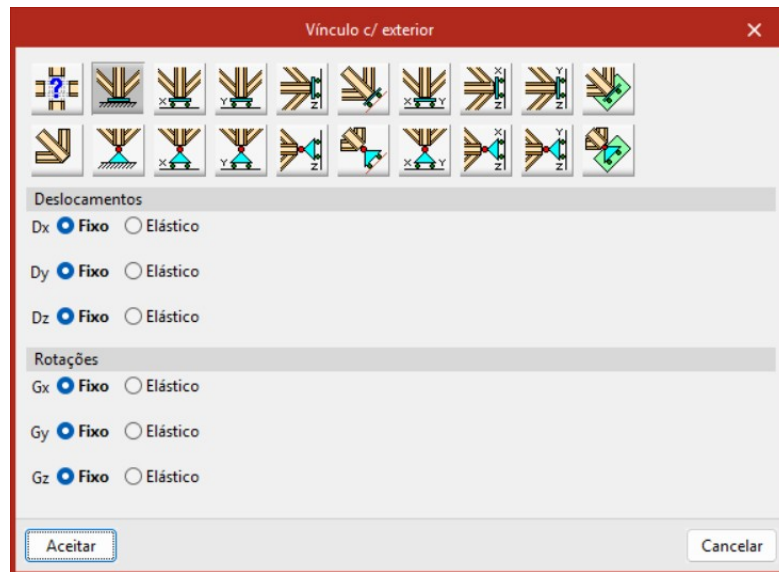 Vínculo c/ exterior
?
X
Y
Z
X Y
X Z
Y Z
X
Y
Z
X Y
X Z
Y Z
Deslocamentos
Dx Fixo Elástico
Dy Fixo Elástico
Dz Fixo Elástico
Rotações
Gx Fixo Elástico
Gy Fixo Elástico
Gz Fixo Elástico
Aceitar Cancelar